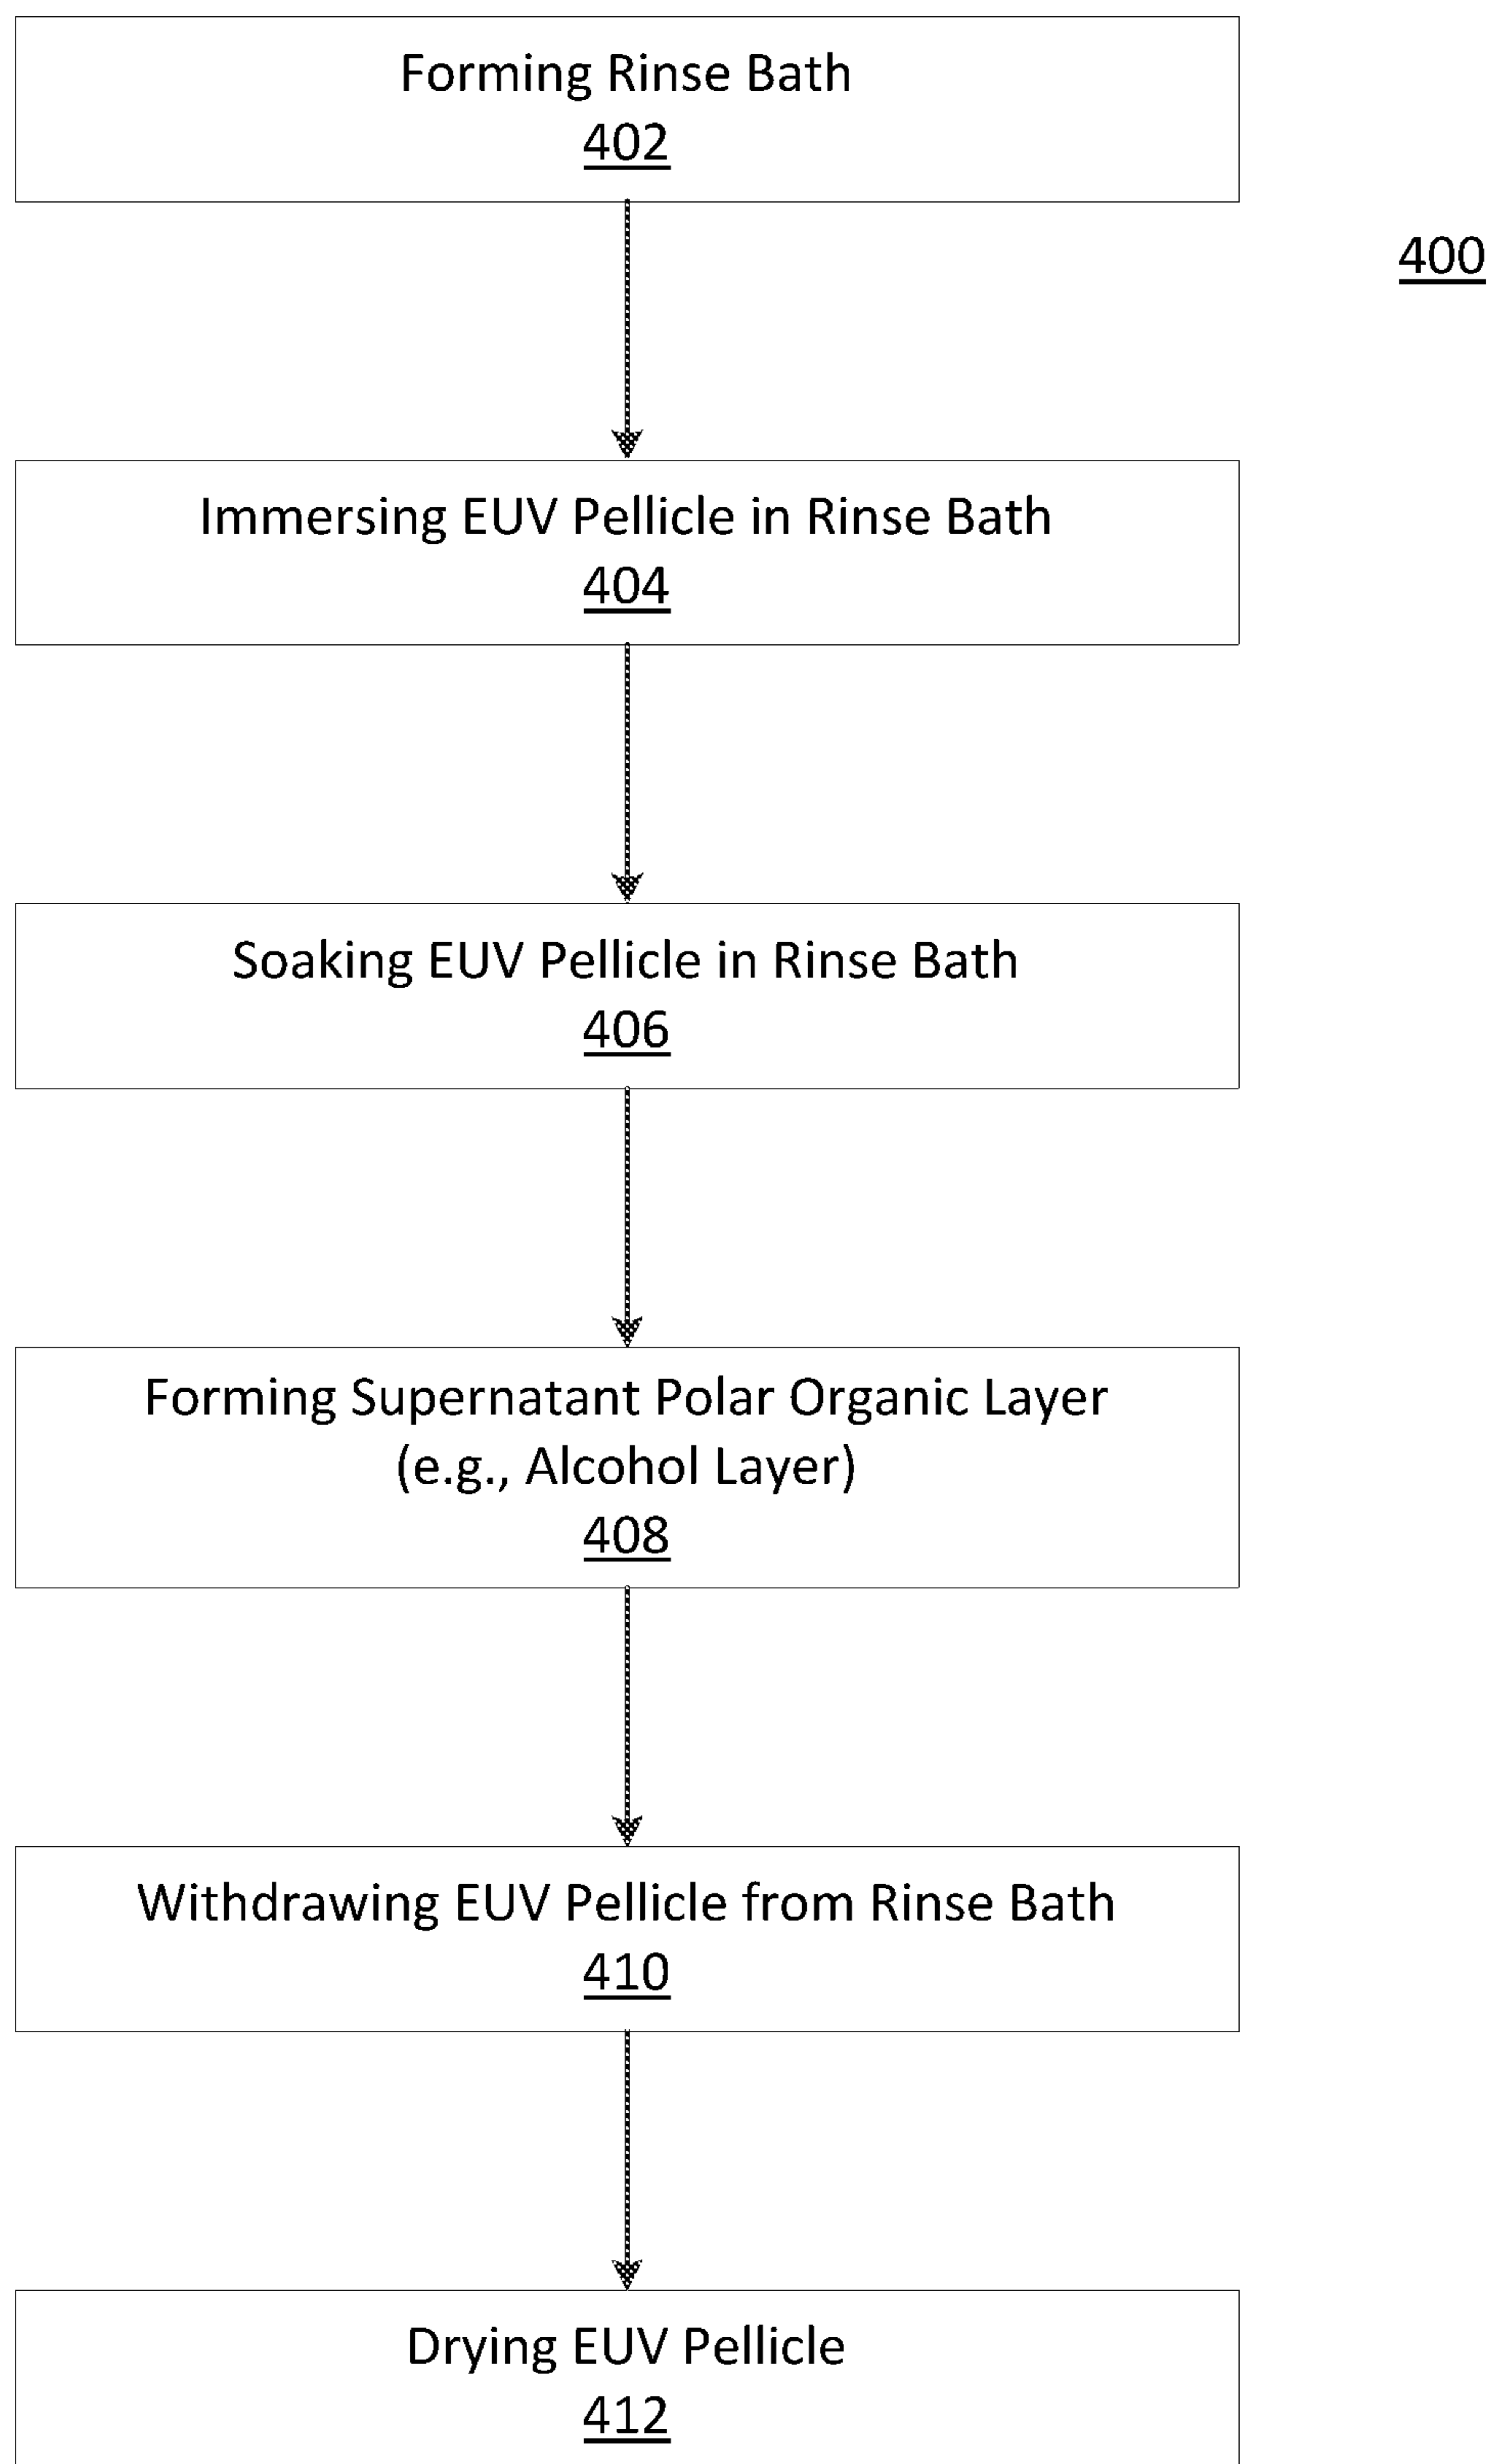 Forming Rinse Bath
402
400
Immersing EUV Pellicle in Rinse Bath
404
Soaking EUV Pellicle in Rinse Bath
406
Forming Supernatant Polar Organic Layer
(e.g., Alcohol Layer)
408
Withdrawing EUV Pellicle from Rinse Bath
410
Drying EUV Pellicle
412